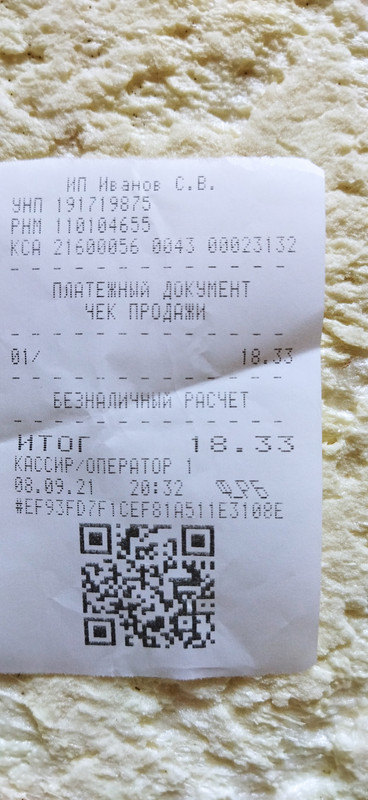 ИП Иванов С.В.
УНП 191719875
РНМ 110104655
КСА 21600056 0043 00023132
ПЛАТЕЖНЫЙ ДОКУМЕНТ
ЧЕК ПРОДАЖИ
01/ 18.33
БЕЗНАЛИЧНЫЙ РАСЧЕТ
ИТОГ 18.33
КАССИР/ОПЕРАТОР 1
08.09.21 20:32
#EF93FD7F1CEF81A511E3108E